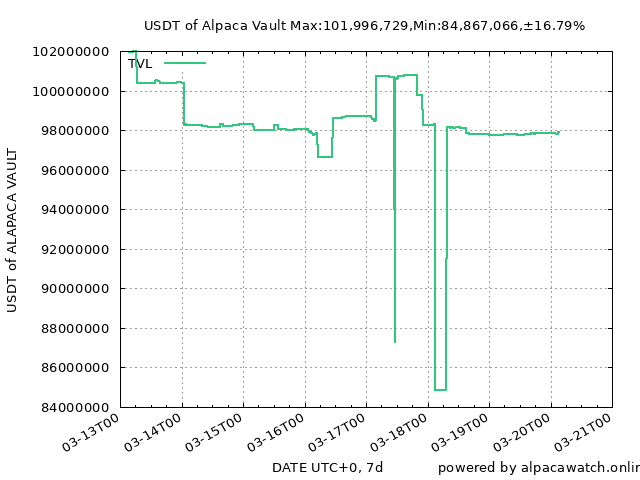 USDT of Alpaca Vault Max:101,996,729,Min:84,867,066,±16.79%
TVL
102000000
100000000
98000000
96000000
94000000
92000000
90000000
88000000
86000000
84000000
USDT of ALAPACA VAULT
03-13T00
03-14T00
03-15T00
03-16T00
03-17T00
03-18T00
03-19T00
03-20T00
03-21T00
DATE UTC+0, 7d
powered by alpacawatch.onlin